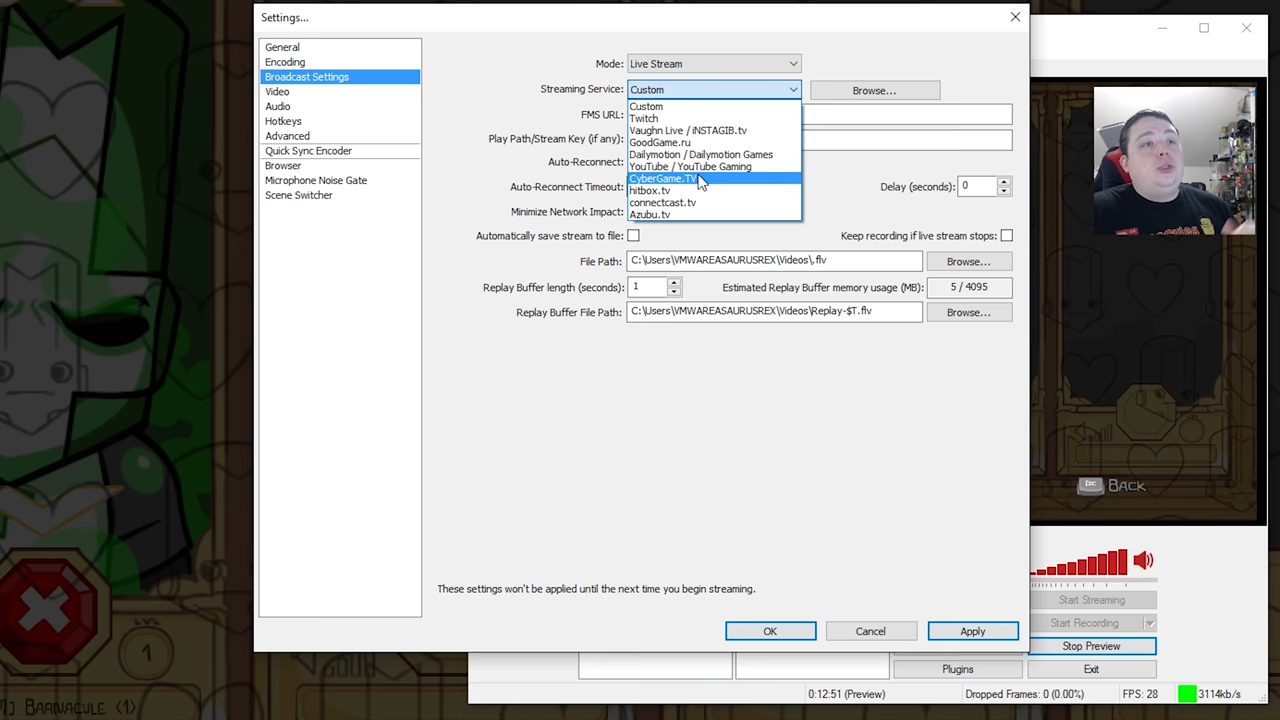 Settings...
General
Encoding
Broadcast Settings
Video
Audio
Hotkeys
Advanced
Quick Sync Encoder
Browser
Microphone Noise Gate
Scene Switcher
Mode: Live Stream
Streaming Service: Custom Browse...
Custom
Twitch
Vaughn Live / iNSTAGIB.tv
GoodGame.ru
Dailymotion / Dailymotion Games
YouTube / YouTube Gaming
CyberGame.TV
hitbox.tv
connectcast.tv
Azubu.tv
FMS URL:
Play Path/Stream Key (if any):
Auto-Reconnect:
Auto-Reconnect Timeout: Delay (seconds): 0
Minimize Network Impact:
Automatically save stream to file: Keep recording if live stream stops:
File Path: C:\Users\VMWAREASAURUSREX\Videos\.flv Browse...
Replay Buffer length (seconds): 1 Estimated Replay Buffer memory usage (MB): 5 / 4095
Replay Buffer File Path: C:\Users\VMWAREASAURUSREX\Videos\Replay-$T.flv Browse...
These settings won't be applied until the next time you begin streaming.
OK Cancel Apply
Esc Back
Start Streaming
Start Recording
Stop Preview
Plugins Exit
0:12:51 (Preview) Dropped Frames: 0 (0.00%) FPS: 28 3114kb/s
LVL
1
Barnacule <1>